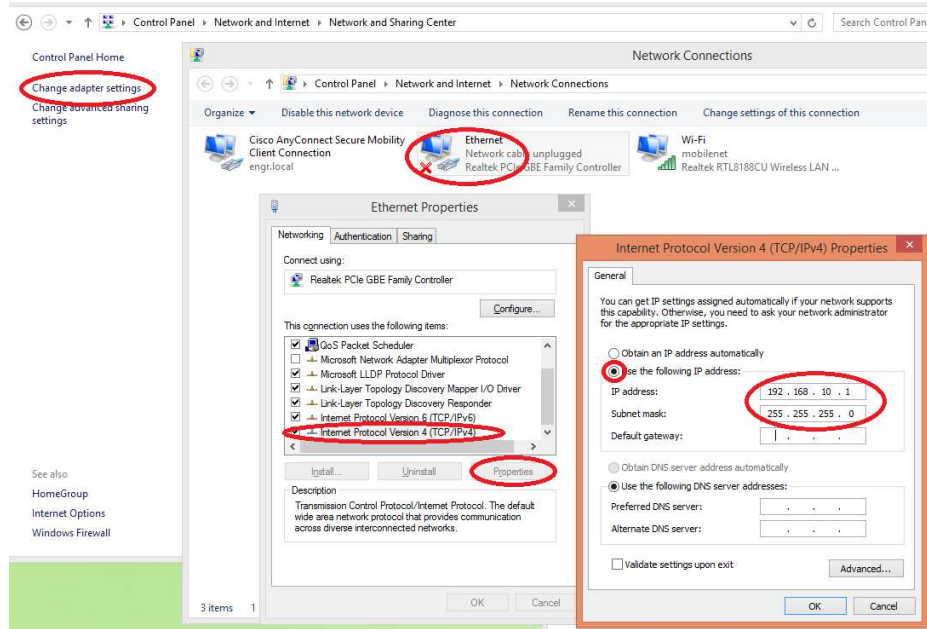 Control Panel ▸ Network and Internet ▸ Network and Sharing Center
Search Control Pan
Control Panel Home
Change adapter settings
Change advanced sharing
settings
See also
HomeGroup
Internet Options
Windows Firewall
Network Connections
Control Panel ▸ Network and Internet ▸ Network Connections
Organize ▾ Disable this network device Diagnose this connection Rename this connection Change settings of this connection
Cisco AnyConnect Secure Mobility
Client Connection
engr.local
Ethernet
Network cable unplugged
Realtek PCIe GBE Family Controller
Wi-Fi
mobilenet
Realtek RTL8188CU Wireless LAN ...
3 items 1
Ethernet Properties
Networking Authentication Sharing
Connect using:
Realtek PCIe GBE Family Controller
Configure...
This connection uses the following items:
QoS Packet Scheduler
Microsoft Network Adapter Multiplexor Protocol
Microsoft LLDP Protocol Driver
Link-Layer Topology Discovery Mapper I/O Driver
Link-Layer Topology Discovery Responder
Internet Protocol Version 6 (TCP/IPv6)
Internet Protocol Version 4 (TCP/IPv4)
Install... Uninstall Properties
Description
Transmission Control Protocol/Internet Protocol. The default
wide area network protocol that provides communication
across diverse interconnected networks.
OK Cancel
Internet Protocol Version 4 (TCP/IPv4) Properties
General
You can get IP settings assigned automatically if your network supports
this capability. Otherwise, you need to ask your network administrator
for the appropriate IP settings.
Obtain an IP address automatically
Use the following IP address:
IP address: 192 . 168 . 10 . 1
Subnet mask: 255 . 255 . 255 . 0
Default gateway: . . .
Obtain DNS server address automatically
Use the following DNS server addresses:
Preferred DNS server: . . .
Alternate DNS server: . . .
Validate settings upon exit
Advanced...
OK Cancel